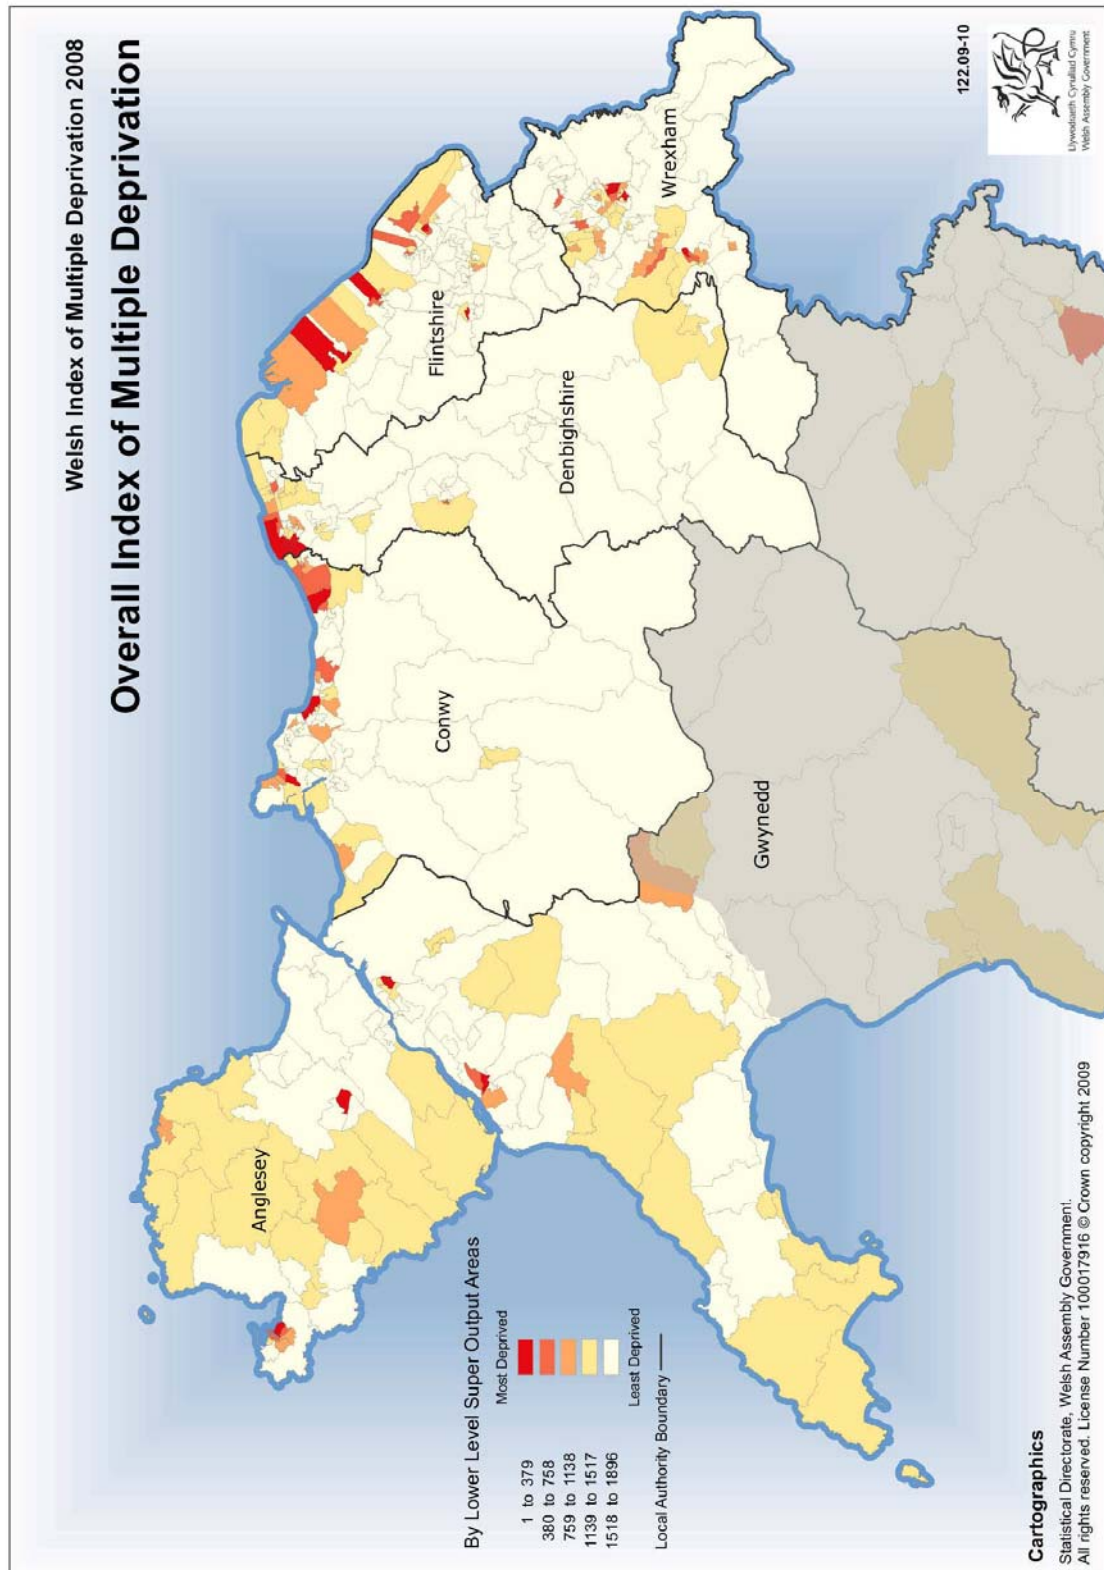 Welsh Index of Multiple Deprivation 2008
Overall Index of Multiple Deprivation
Anglesey
Conwy
Denbighshire
Flintshire
Wrexham
Gwynedd
By Lower Level Super Output Areas
Most Deprived
1 to 379
380 to 758
759 to 1138
1139 to 1517
1518 to 1896
Least Deprived
Local Authority Boundary
Cartographics
Statistical Directorate, Welsh Assembly Government.
All rights reserved. License Number 100017916 © Crown copyright 2009
122.09-10
Llywodraeth Cynulliad Cymru
Welsh Assembly Government